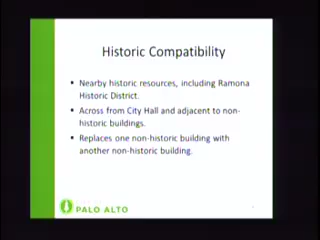 Historic Compatibility
• Nearby historic resources, including Ramona
Historic District.
• Across from City Hall and adjacent to non-
historic buildings.
• Replaces one non-historic building with
another non-historic building.
PALO ALTO